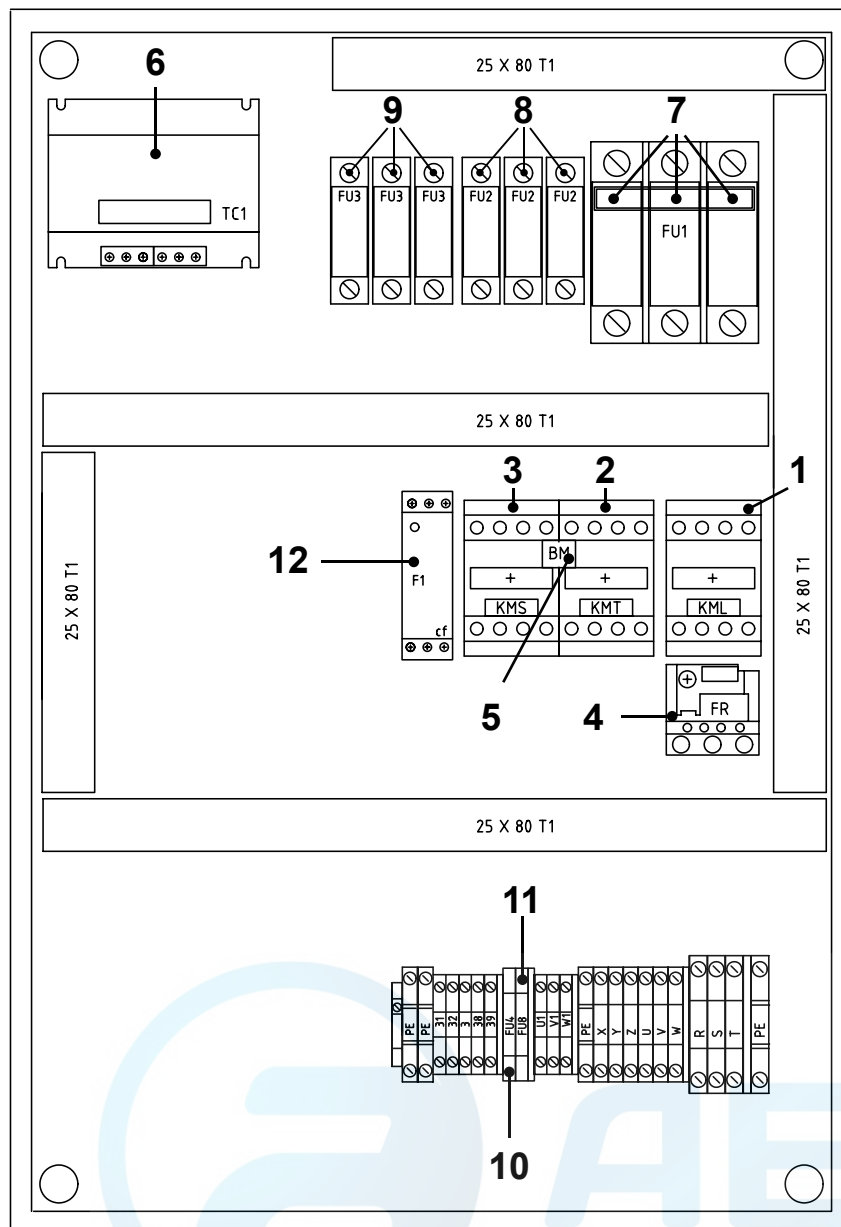 25 X 80 T1
6
9
8
7
TC1
FU3 FU3 FU3
FU2 FU2 FU2
FU1
25 X 80 T1
25 X 80 T1
25 X 80 T1
3
2
1
12
F1
cf
BM
+ + +
KMS KMT KML
5
4
FR
25 X 80 T1
11
PE PE 31 32 3 38 39 FU4 FU8 U1 V1 W1 PE X Y Z U V W R S T PE
10
AE